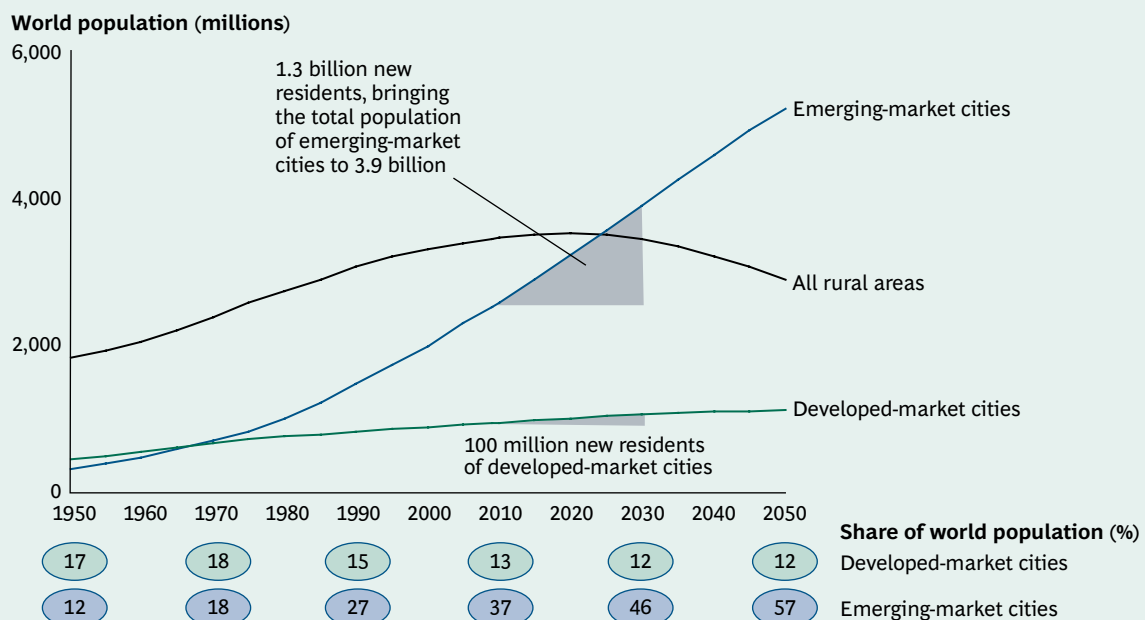 World population (millions)
6,000
1.3 billion new
residents, bringing
the total population
of emerging-market
cities to 3.9 billion
Emerging-market cities
4,000
All rural areas
2,000
Developed-market cities
100 million new residents
of developed-market cities
0
1950 1960 1970 1980 1990 2000 2010 2020 2030 2040 2050
Share of world population (%)
17 18 15 13 12 12 Developed-market cities
12 18 27 37 46 57 Emerging-market cities